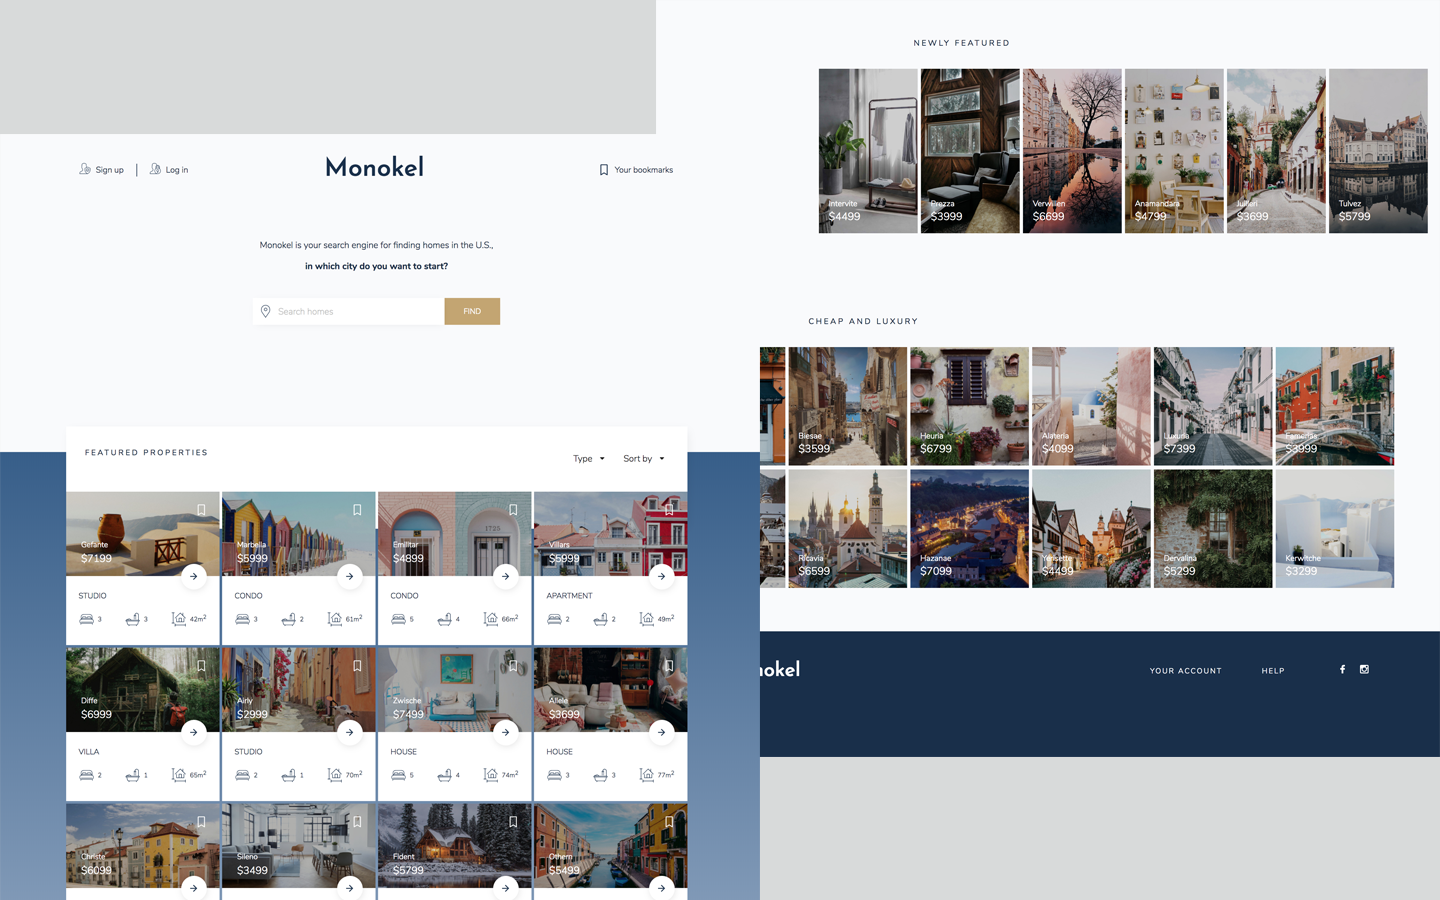 Sign up
Log in
Monokel
Your bookmarks
Monokel is your search engine for finding homes in the U.S.,
in which city do you want to start?
Search homes
FIND
FEATURED PROPERTIES
Type
Sort by
Gefante
$7199
Marbella
$5999
1725
Emilitar
$4899
Villars
$5999
STUDIO
3
3
42m²
CONDO
3
2
61m²
CONDO
5
4
66m²
APARTMENT
2
2
49m²
Diffe
$6999
Airly
$2999
Zwische
$7499
Allele
$3699
VILLA
2
1
65m²
STUDIO
2
1
70m²
HOUSE
5
4
74m²
HOUSE
3
3
77m²
Christe
$6099
Sileno
$3499
Fident
$5799
Othern
$5499
NEWLY FEATURED
Intervite
$4499
Prezza
$3999
$6699
Anamandara
$4799
$3699
Tulvez
$5799
CHEAP AND LUXURY
Biesae
$3599
Heuria
$6799
Alateria
$4099
Luxuria
$7399
$3999
Ricavia
$6599
Hazanae
$7099
Yerisette
$4499
Dervalina
$5299
Kerwitche
$3299
nokel
YOUR ACCOUNT
HELP